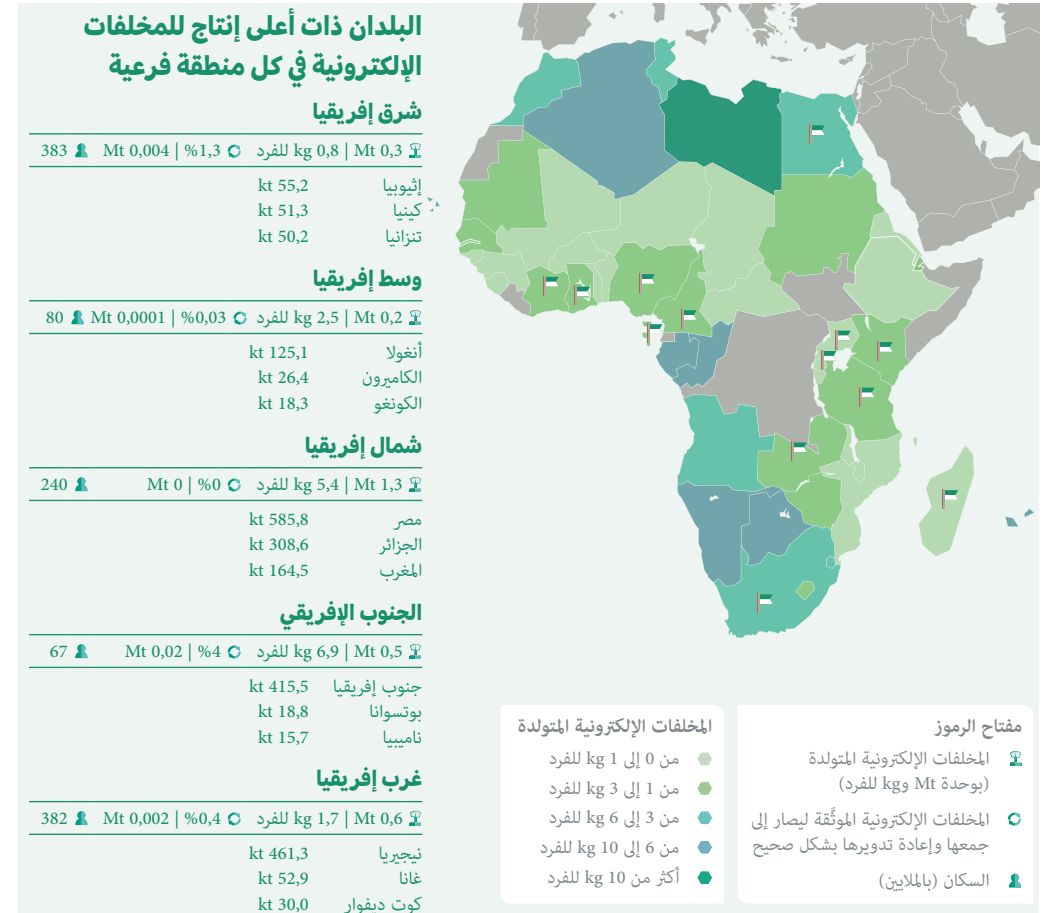 البلدان ذات أعلى إنتاج للمخلفات
الإلكترونية في كل منطقة فرعية
شرق إفريقيا
Mt 0,3 | kg 0,8 للفرد %1,3 | Mt 0,004 383
إثيوبيا kt 55,2
كينيا kt 51,3
تنزانيا kt 50,2
وسط إفريقيا
Mt 0,2 | kg 2,5 للفرد %0,03 | Mt 0,0001 80
أنغولا kt 125,1
الكاميرون kt 26,4
الكونغو kt 18,3
شمال إفريقيا
Mt 1,3 | kg 5,4 للفرد %0 | Mt 0 240
مصر kt 585,8
الجزائر kt 308,6
المغرب kt 164,5
الجنوب الإفريقي
Mt 0,5 | kg 6,9 للفرد %4 | Mt 0,02 67
جنوب إفريقيا kt 415,5
بوتسوانا kt 18,8
ناميبيا kt 15,7
غرب إفريقيا
Mt 0,6 | kg 1,7 للفرد %0,4 | Mt 0,002 382
نيجيريا kt 461,3
غانا kt 52,9
كوت ديفوار kt 30,0
مفتاح الرموز
المخلفات الإلكترونية المتولدة
(بوحدة Mt وkg للفرد)
المخلفات الإلكترونية الموثَّقة ليصار إلى
جمعها وإعادة تدويرها بشكل صحيح
السكان (بالملايين)
المخلفات الإلكترونية المتولدة
من 0 إلى 1 kg للفرد
من 1 إلى 3 kg للفرد
من 3 إلى 6 kg للفرد
من 6 إلى 10 kg للفرد
أكثر من 10 kg للفرد